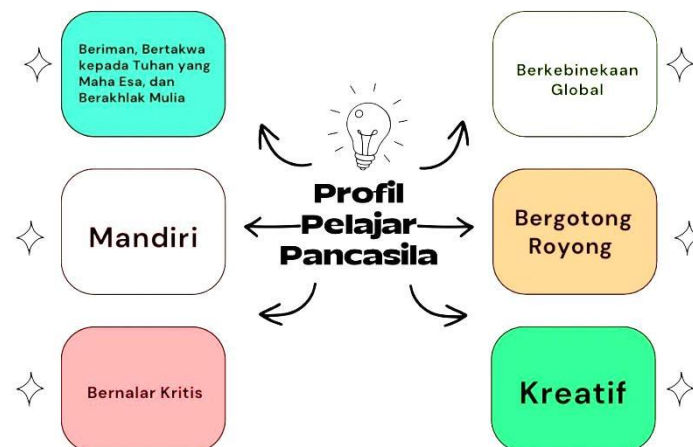 Beriman, Bertakwa
kepada Tuhan yang
Maha Esa, dan
Berakhlak Mulia
Berkebinekaan
Global
Profil
Pelajar
Pancasila
Mandiri
Bergotong
Royong
Bernalar Kritis
Kreatif